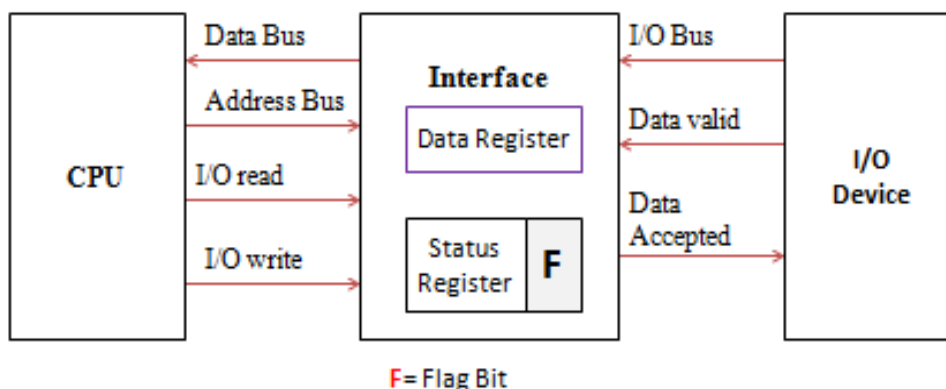 CPU
Data Bus
Address Bus
I/O read
I/O write
Interface
Data Register
Status
Register
F
I/O Bus
Data valid
Data
Accepted
I/O
Device
F= Flag Bit